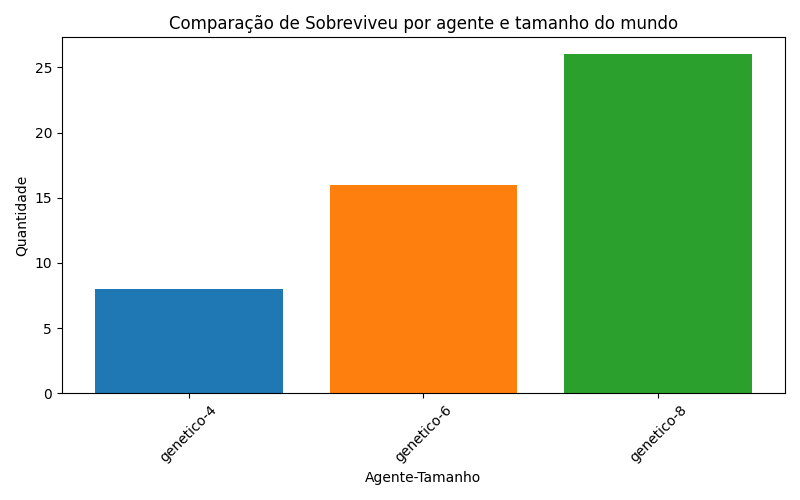 Comparação de Sobreviveu por agente e tamanho do mundo
Quantidade
25
20
15
10
5
0
genetico-4
genetico-6
genetico-8
Agente-Tamanho